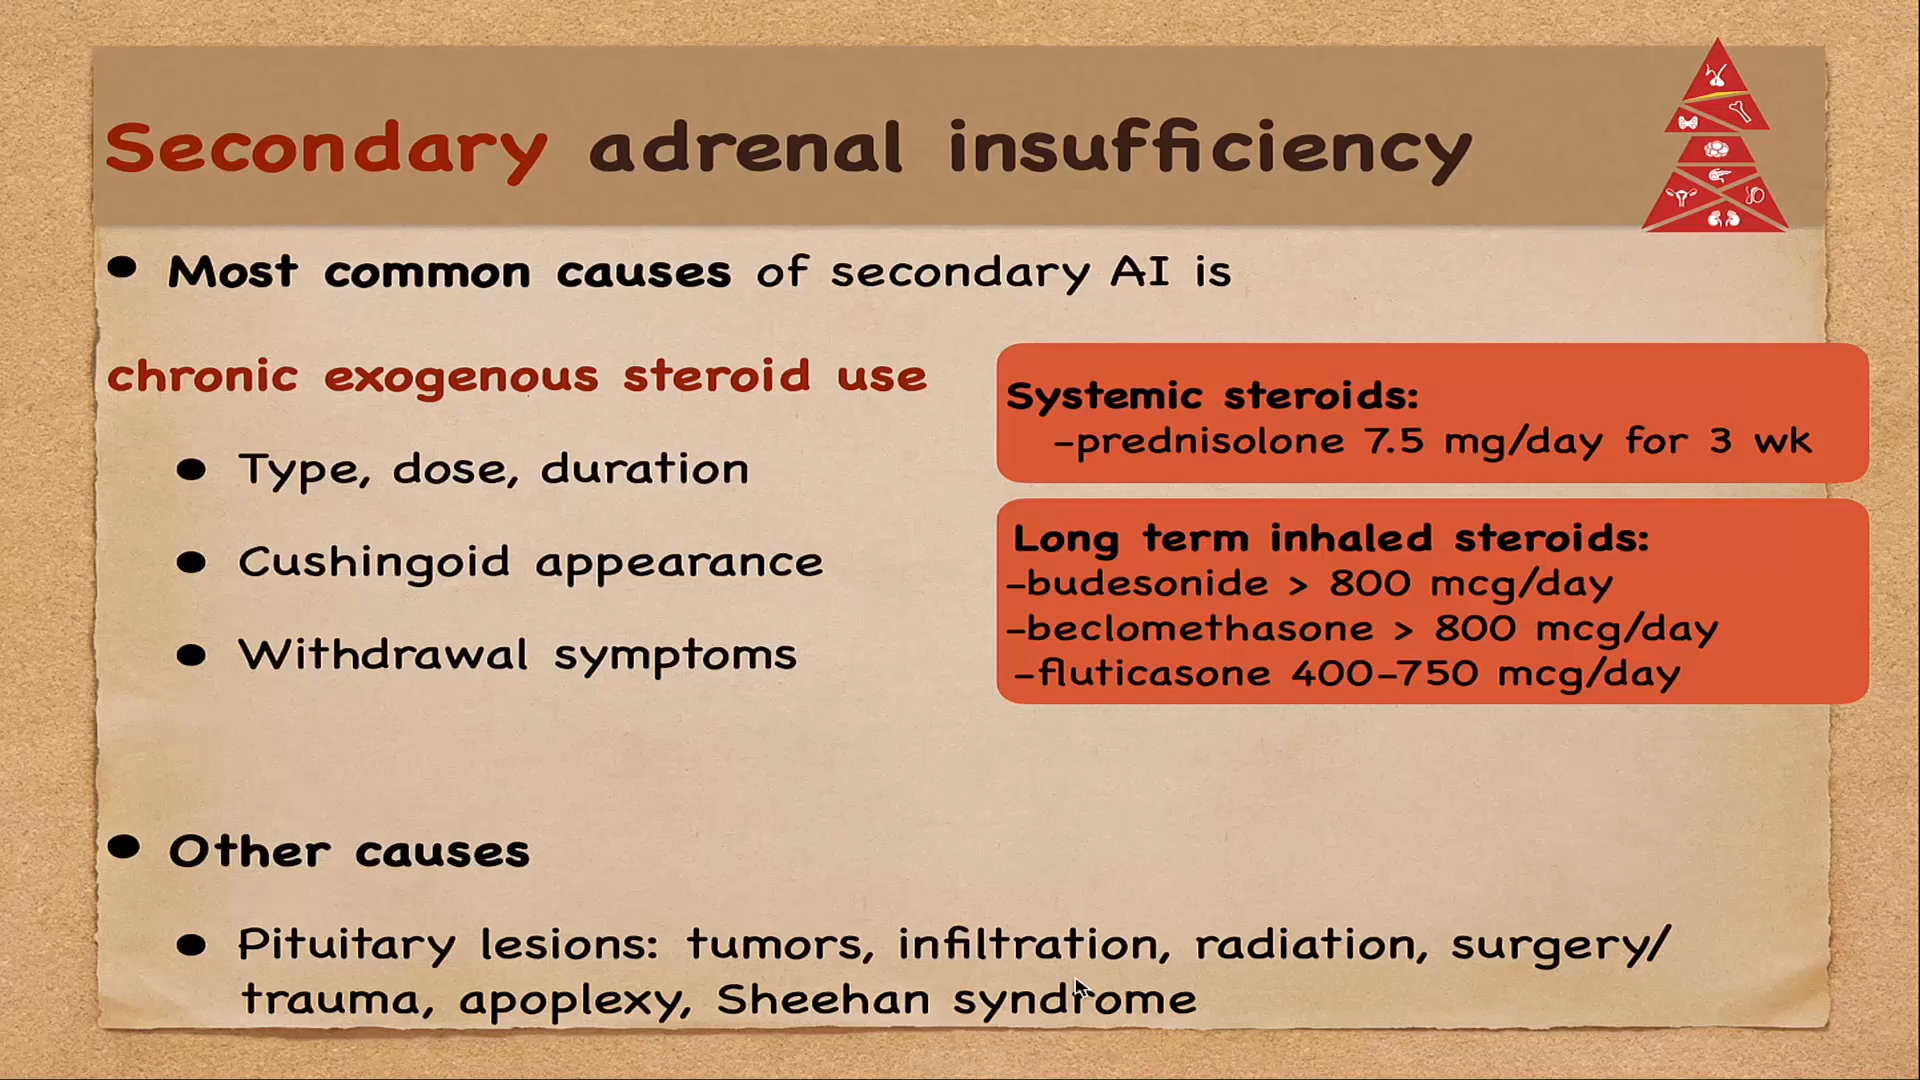 Secondary adrenal insufficiency
• Most common causes of secondary AI is
chronic exogenous steroid use
• Type, dose, duration
• Cushingoid appearance
• Withdrawal symptoms
Systemic steroids:
-prednisolone 7.5 mg/day for 3 wk
Long term inhaled steroids:
-budesonide > 800 mcg/day
-beclomethasone > 800 mcg/day
-fluticasone 400-750 mcg/day
• Other causes
• Pituitary lesions: tumors, infiltration, radiation, surgery/
trauma, apoplexy, Sheehan syndrome